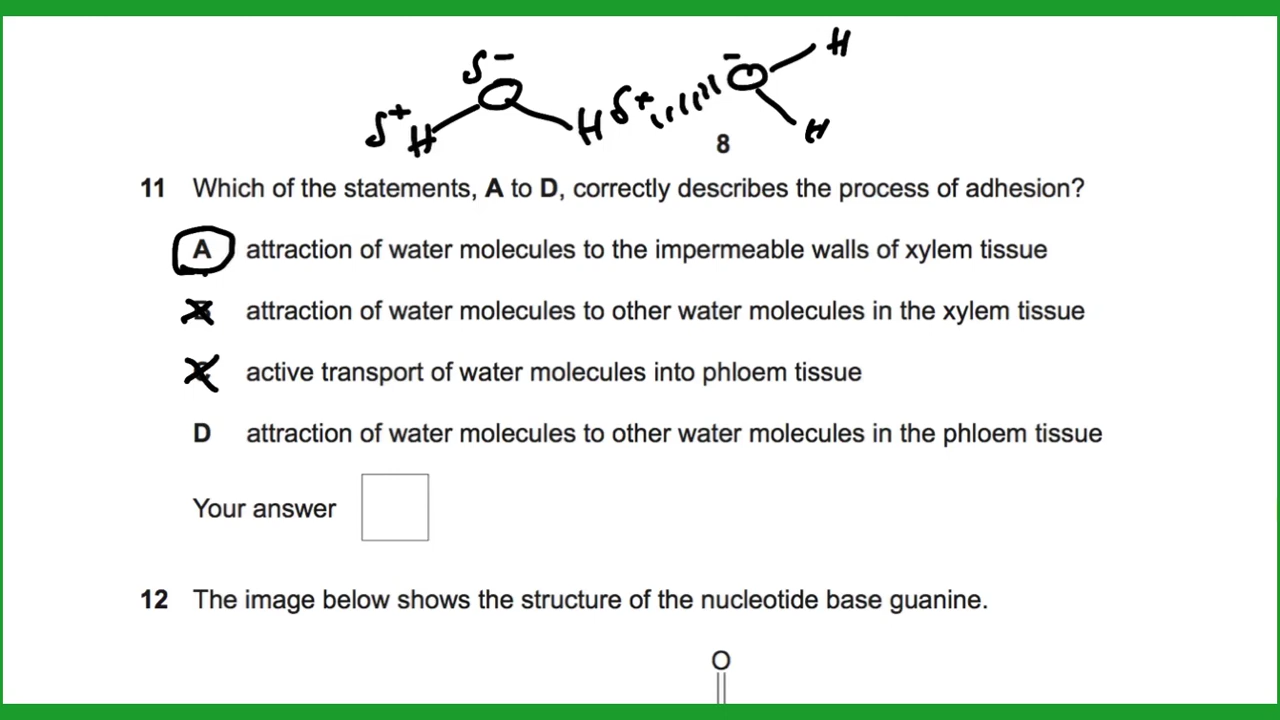 δ- - H
δ+ H O H δ+ O H
8
11 Which of the statements, A to D, correctly describes the process of adhesion?
A attraction of water molecules to the impermeable walls of xylem tissue
B attraction of water molecules to other water molecules in the xylem tissue
C active transport of water molecules into phloem tissue
D attraction of water molecules to other water molecules in the phloem tissue
Your answer
12 The image below shows the structure of the nucleotide base guanine.
O